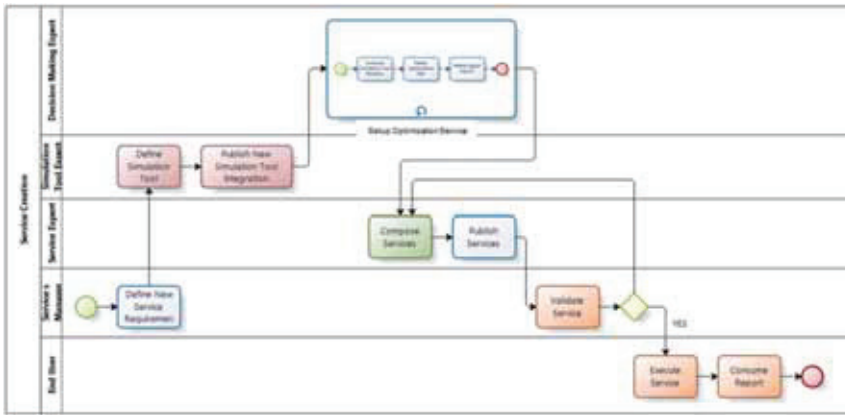 Service Creation
Decision Making Expert
Setup Optimization Service
Simulation
Tool Expert
Define
Simulation
Tool
Publish New
Simulation Tool
Integration
Service Expert
Compose
Services
Publish
Services
Service's
Manager
Define New
Service
Requirement
Validate
Service
YES
End User
Execute
Service
Consume
Report